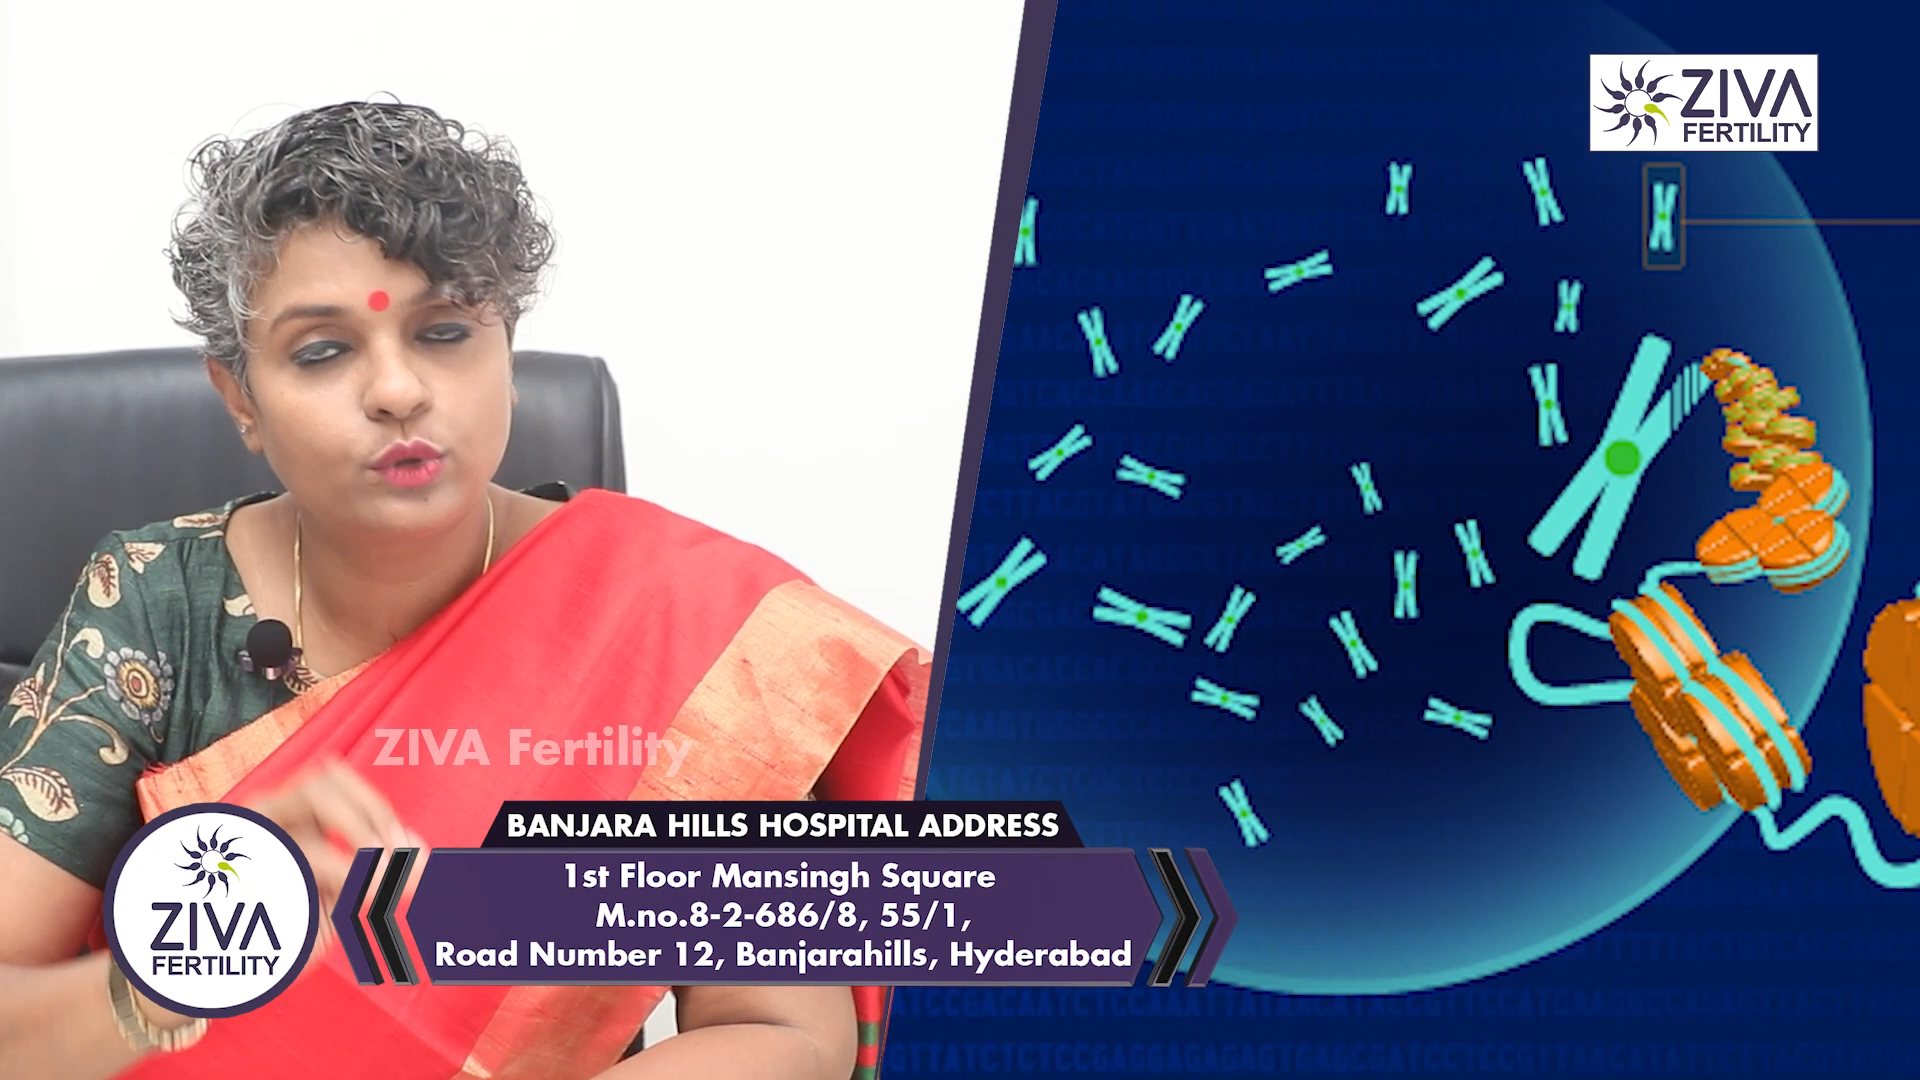 ZIVA
FERTILITY
ZIVA Fertility
BANJARA HILLS HOSPITAL ADDRESS
1st Floor Mansingh Square
M.no.8-2-686/8, 55/1,
Road Number 12, Banjarahills, Hyderabad
ZIVA
FERTILITY